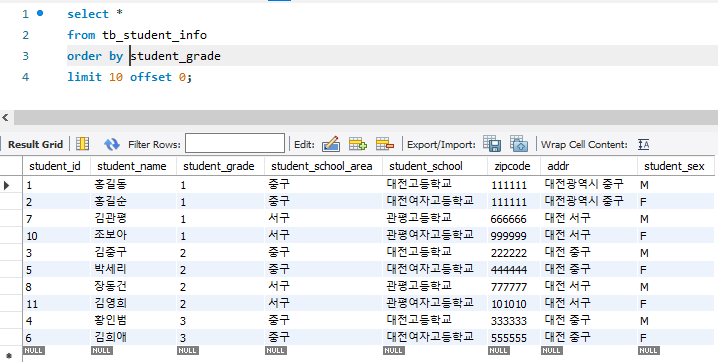 1 select *
2 from tb_student_info
3 order by student_grade
4 limit 10 offset 0;
Result Grid Filter Rows: Edit: Export/Import: Wrap Cell Content: IA
student_id student_name student_grade student_school_area student_school zipcode addr student_sex
1 홍길동 1 중구 대전고등학교 111111 대전광역시 중구 M
2 홍길순 1 중구 대전여자고등학교 111111 대전광역시 중구 F
7 김관평 1 서구 관평고등학교 666666 대전 서구 M
10 조보아 1 서구 관평여자고등학교 999999 대전 서구 F
3 김중구 2 중구 대전고등학교 222222 대전 중구 M
5 박세리 2 중구 대전여자고등학교 444444 대전 중구 F
8 장동건 2 서구 관평고등학교 777777 대전 서구 M
11 김영희 2 서구 관평여자고등학교 101010 대전 서구 F
4 황인범 3 중구 대전고등학교 333333 대전 중구 M
6 김희애 3 중구 대전여자고등학교 555555 대전 중구 F
NULL NULL NULL NULL NULL NULL NULL NULL